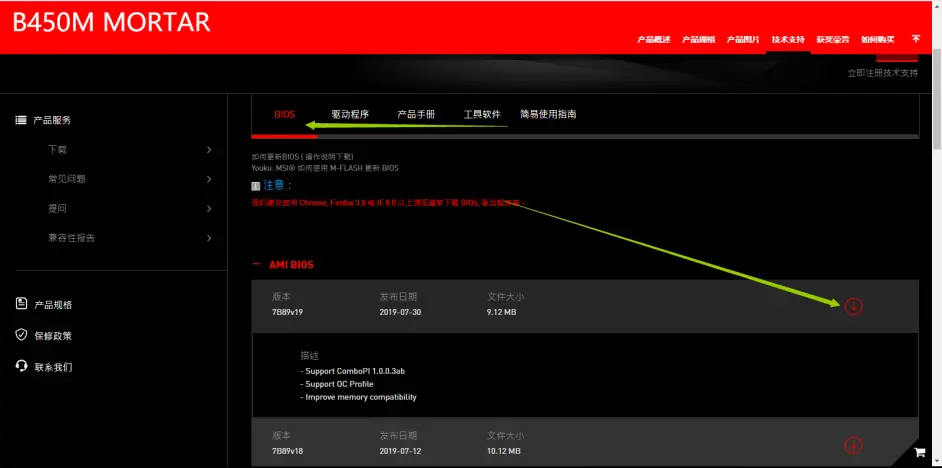 B450M MORTAR
产品概述 产品规格 产品图片 技术支持 获奖荣誉 如何购买
立即注册技术支持
产品服务
下载
常见问题
提问
兼容性报告
产品规格
保修政策
联系我们
BIOS 驱动程序 产品手册 工具软件 简易使用指南
如何更新BIOS ( 操作说明下载)
Youku: MSI® 如何使用 M-FLASH 更新 BIOS
注意：
我们建议使用 Chrome, Firefox 3.0 或 IE 8.0 以上浏览器来下载 BIOS, 驱动程序等。
AMI BIOS
版本 发布日期 文件大小
7B89v19 2019-07-30 9.12 MB
描述
- Support ComboPI 1.0.0.3ab
- Support OC Profile
- Improve memory compatibility
版本 发布日期 文件大小
7B89v18 2019-07-12 10.12 MB